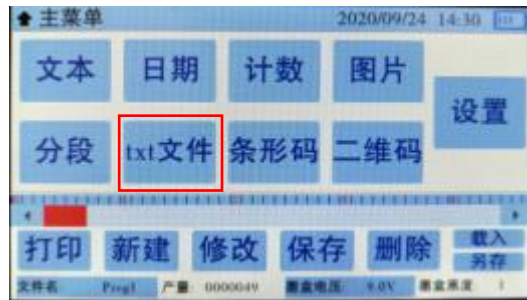 主菜单 2020/09/24 14:30
文本 日期 计数 图片
设置
分段 txt文件 条形码 二维码
打印 新建 修改 保存 删除 载入
另存
文件名 Prog1 产量: 0000049 墨盒电压: 9.0V 墨盒浓度 1